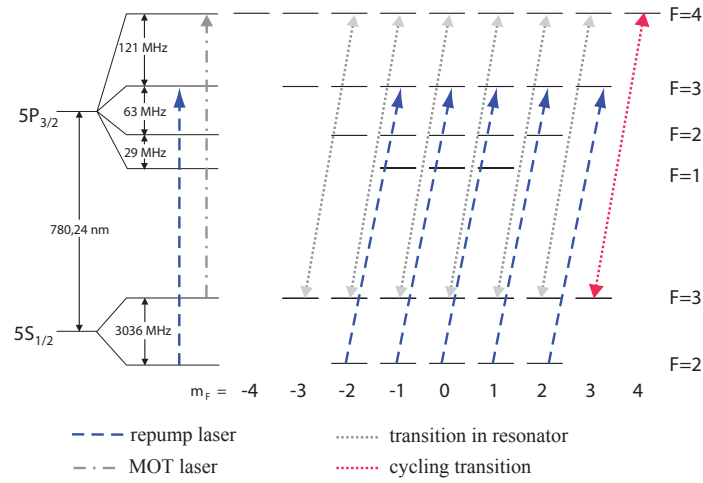 F=4
121 MHz
F=3
63 MHz
5P3/2
F=2
29 MHz
F=1
780,24 nm
F=3
3036 MHz
5S1/2
F=2
mF = -4 -3 -2 -1 0 1 2 3 4
repump laser
transition in resonator
MOT laser
cycling transition